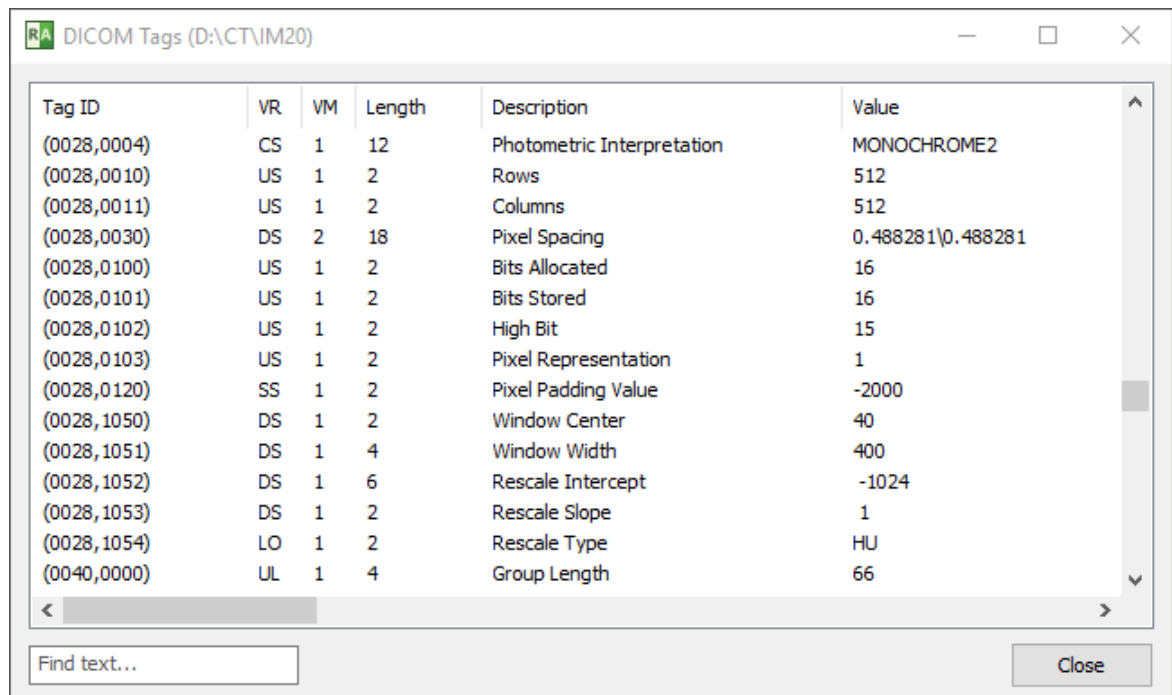 RA DICOM Tags (D:\CT\IM20)
Tag ID VR VM Length Description Value
(0028,0004) CS 1 12 Photometric Interpretation MONOCHROME2
(0028,0010) US 1 2 Rows 512
(0028,0011) US 1 2 Columns 512
(0028,0030) DS 2 18 Pixel Spacing 0.488281\0.488281
(0028,0100) US 1 2 Bits Allocated 16
(0028,0101) US 1 2 Bits Stored 16
(0028,0102) US 1 2 High Bit 15
(0028,0103) US 1 2 Pixel Representation 1
(0028,0120) SS 1 2 Pixel Padding Value -2000
(0028,1050) DS 1 2 Window Center 40
(0028,1051) DS 1 4 Window Width 400
(0028,1052) DS 1 6 Rescale Intercept -1024
(0028,1053) DS 1 2 Rescale Slope 1
(0028,1054) LO 1 2 Rescale Type HU
(0040,0000) UL 1 4 Group Length 66
Find text... Close